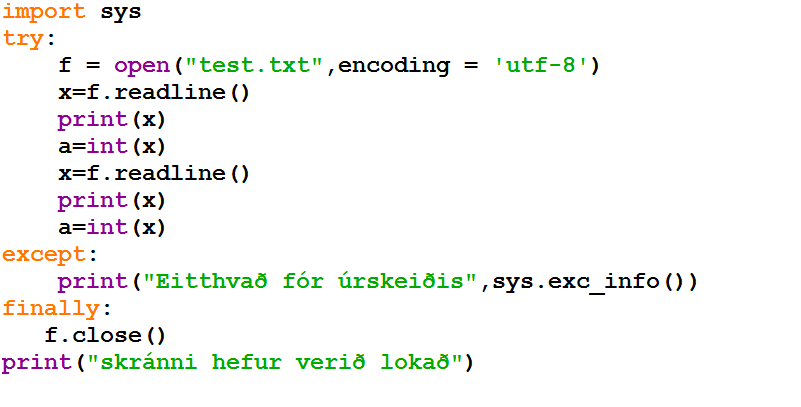 import sys
try:
    f = open("test.txt",encoding = 'utf-8')
    x=f.readline()
    print(x)
    a=int(x)
    x=f.readline()
    print(x)
    a=int(x)
except:
    print("Eitthvað fór úrskeiðis",sys.exc_info())
finally:
   f.close()
print("skránni hefur verið lokað")